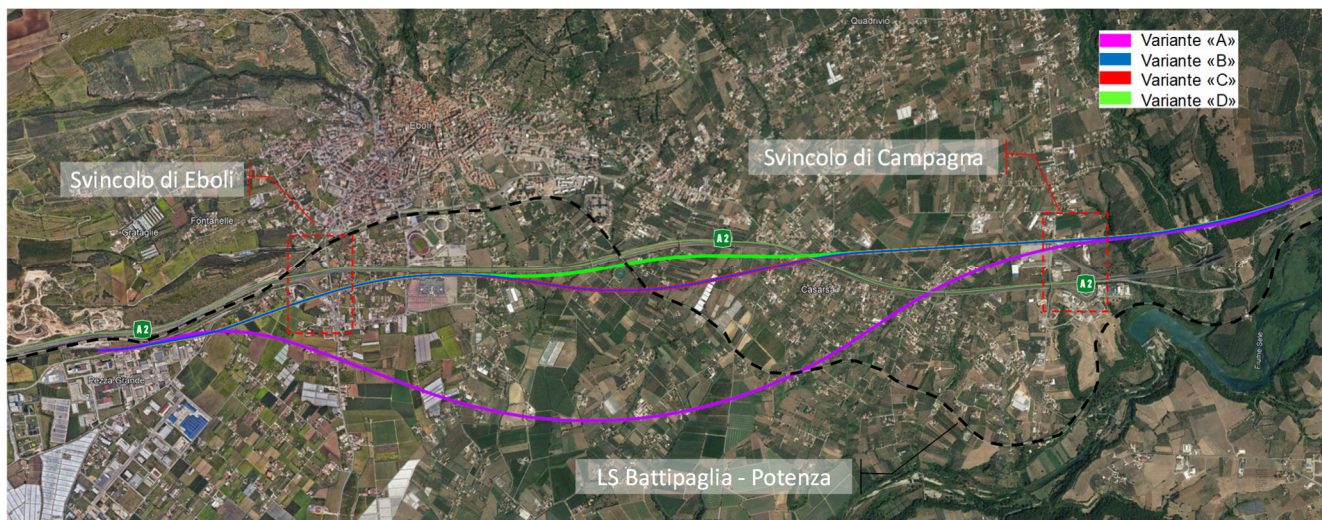 Quadrivio
Variante «A»
Variante «B»
Variante «C»
Variante «D»
Eboli
Svincolo di Campagna
Svincolo di Eboli
Fontanelle
Grataglie
A2
Casarsa
A2
A2
Fiume Sele
Pezza Grande
LS Battipaglia - Potenza